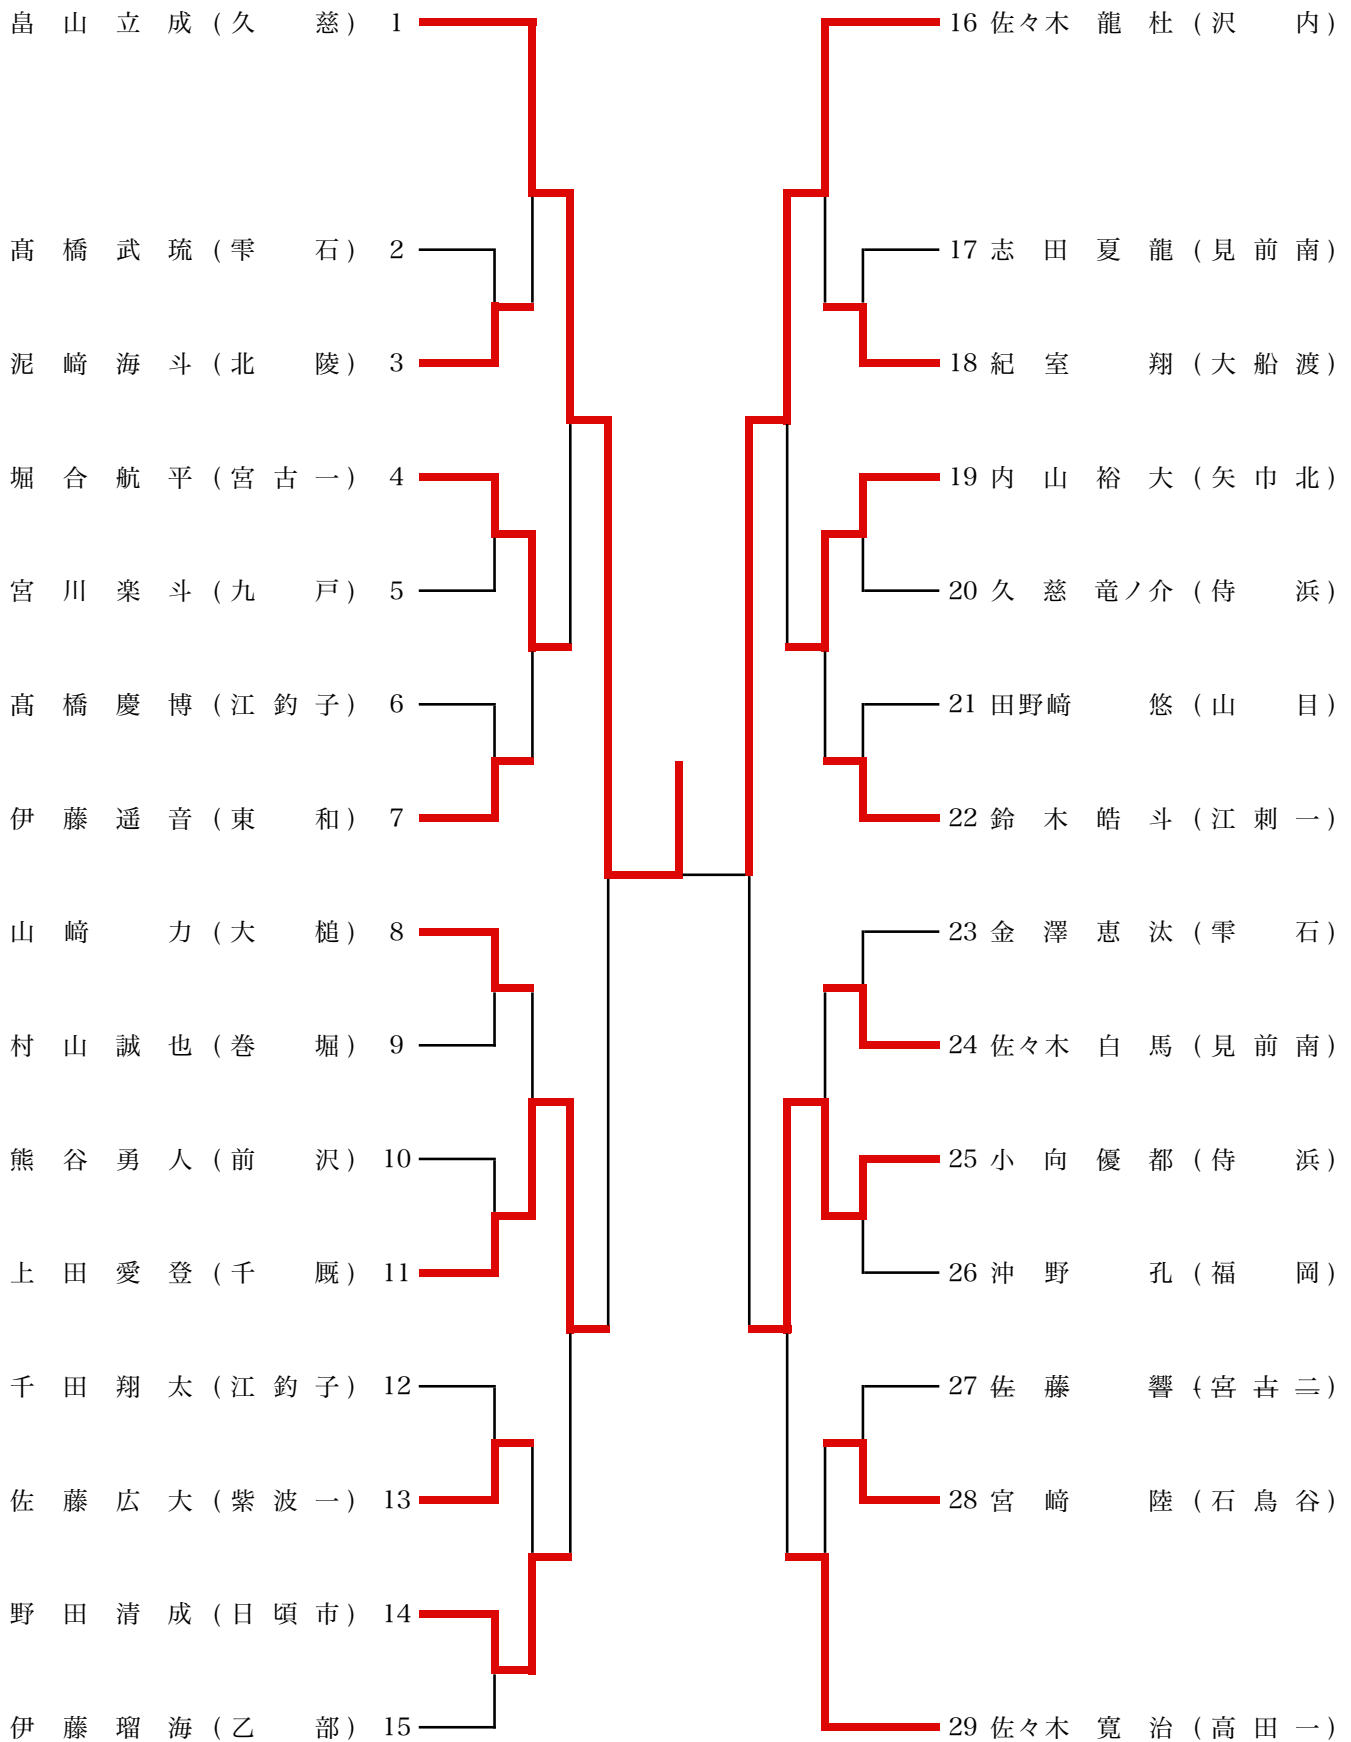 畠山立成(久慈) 1
髙橋武琉(雫石) 2
泥﨑海斗(北陵) 3
堀合航平(宮古一) 4
宮川楽斗(九戸) 5
髙橋慶博(江釣子) 6
伊藤遥音(東和) 7
山﨑力(大槌) 8
村山誠也(巻堀) 9
熊谷勇人(前沢) 10
上田愛登(千厩) 11
千田翔太(江釣子) 12
佐藤広大(紫波一) 13
野田清成(日頃市) 14
伊藤瑠海(乙部) 15
16 佐々木龍杜(沢内)
17 志田夏龍(見前南)
18 紀室翔(大船渡)
19 内山裕大(矢巾北)
20 久慈竜ノ介(侍浜)
21 田野﨑悠(山目)
22 鈴木皓斗(江刺一)
23 金澤恵汰(雫石)
24 佐々木白馬(見前南)
25 小向優都(侍浜)
26 沖野孔(福岡)
27 佐藤響(宮古二)
28 宮﨑陸(石鳥谷)
29 佐々木寛治(高田一)